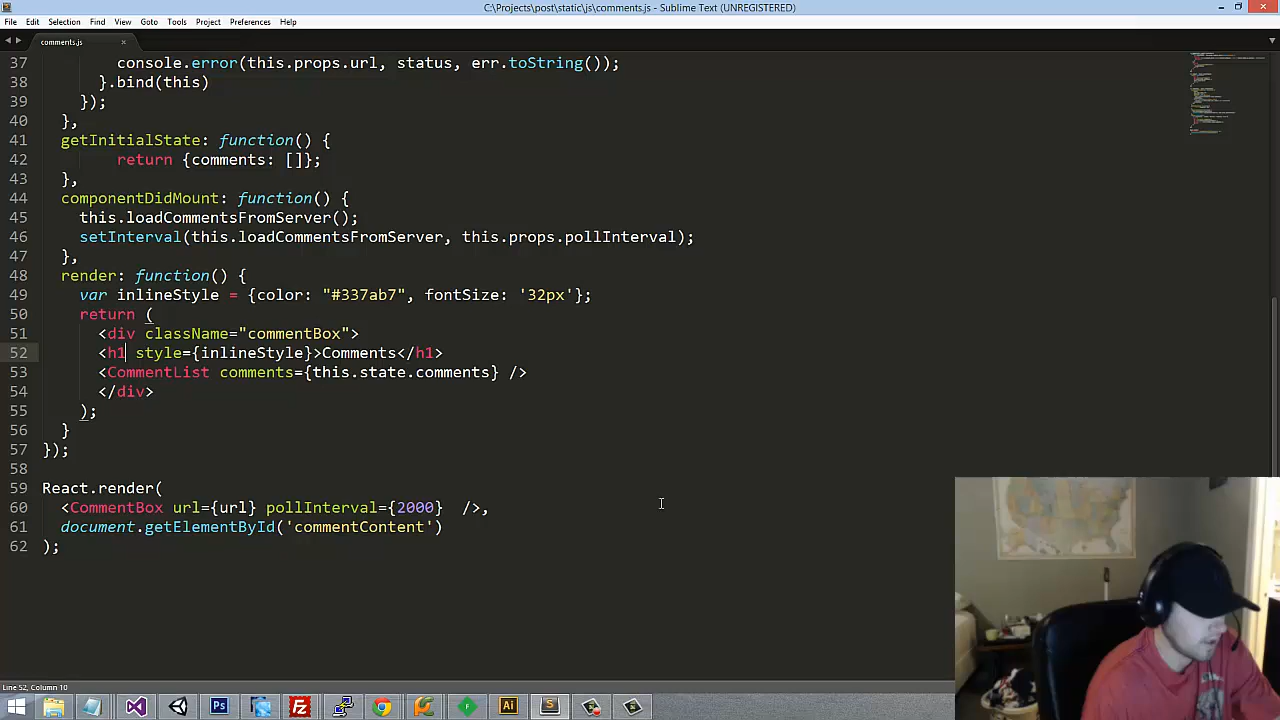 C:\Projects\post\static\js\comments.js - Sublime Text (UNREGISTERED)
File Edit Selection Find View Goto Tools Project Preferences Help
comments.js ×
37 console.error(this.props.url, status, err.toString());
38 }.bind(this)
39 });
40 },
41 getInitialState: function() {
42 return {comments: []};
43 },
44 componentDidMount: function() {
45 this.loadCommentsFromServer();
46 setInterval(this.loadCommentsFromServer, this.props.pollInterval);
47 },
48 render: function() {
49 var inlineStyle = {color: "#337ab7", fontSize: '32px'};
50 return (
51 <div className="commentBox">
52 <h1 style={inlineStyle}>Comments</h1>
53 <CommentList comments={this.state.comments} />
54 </div>
55 );
56 }
57 });
58
59 React.render(
60 <CommentBox url={url} pollInterval={2000}  />,
61 document.getElementById('commentContent')
62 );
Line 52, Column 10
Ps
Fz
F
Ai
S